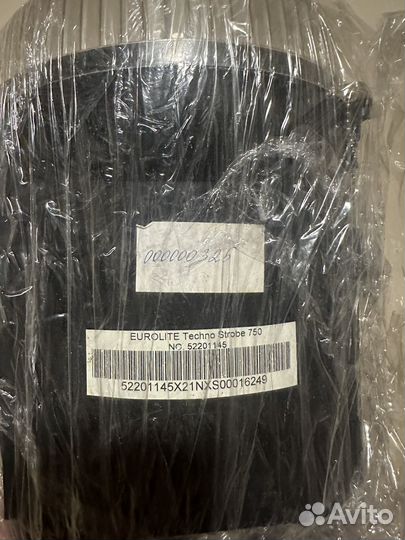 000000326
EUROLITE Techno Strobe 750
NO. 52201145
52201145X21NXS00016249
Avito